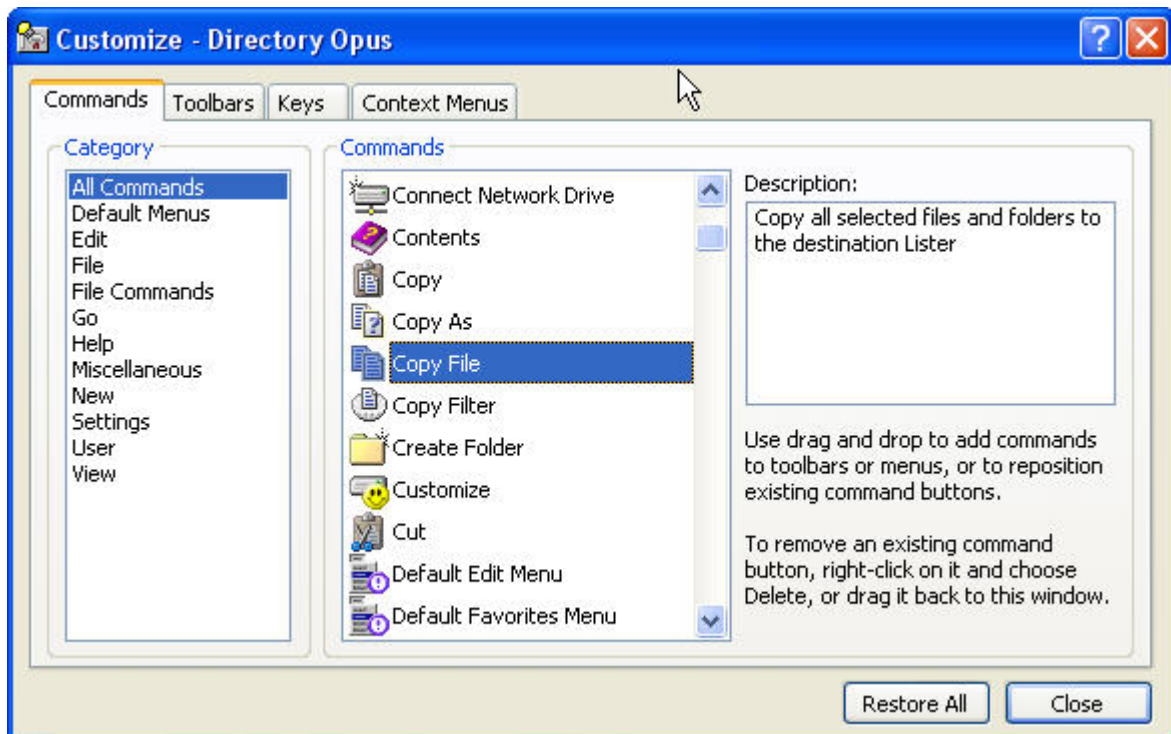 Customize - Directory Opus
Commands
Toolbars
Keys
Context Menus
Category
All Commands
Default Menus
Edit
File
File Commands
Go
Help
Miscellaneous
New
Settings
User
View
Commands
Connect Network Drive
Contents
Copy
Copy As
Copy File
Copy Filter
Create Folder
Customize
Cut
Default Edit Menu
Default Favorites Menu
Description:
Copy all selected files and folders to
the destination Lister
Use drag and drop to add commands
to toolbars or menus, or to reposition
existing command buttons.
To remove an existing command
button, right-click on it and choose
Delete, or drag it back to this window.
Restore All
Close